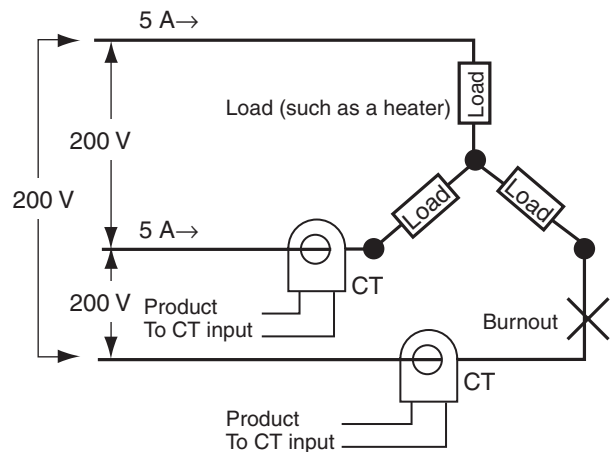 5 A→
Load
Load (such as a heater)
200 V
200 V
Load
Load
5 A→
CT
200 V
Product
To CT input
Burnout
CT
Product
To CT input